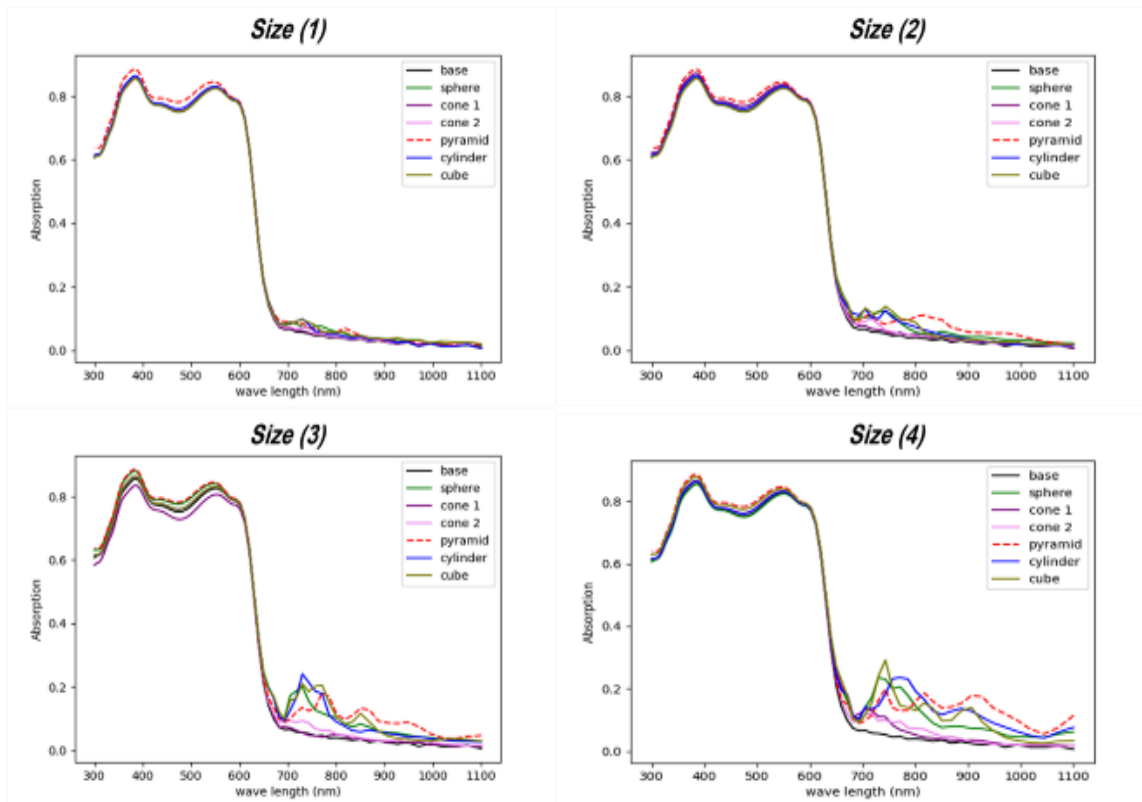 Size (1)
0.8
0.6
0.4
0.2
0.0
Absorption
base
sphere
cone 1
cone 2
pyramid
cylinder
cube
300 400 500 600 700 800 900 1000 1100
wave length (nm)
Size (2)
0.8
0.6
0.4
0.2
0.0
Absorption
base
sphere
cone 1
cone 2
pyramid
cylinder
cube
300 400 500 600 700 800 900 1000 1100
wave length (nm)
Size (3)
0.8
0.6
0.4
0.2
0.0
Absorption
base
sphere
cone 1
cone 2
pyramid
cylinder
cube
300 400 500 600 700 800 900 1000 1100
wave length (nm)
Size (4)
0.8
0.6
0.4
0.2
0.0
Absorption
base
sphere
cone 1
cone 2
pyramid
cylinder
cube
300 400 500 600 700 800 900 1000 1100
wave length (nm)